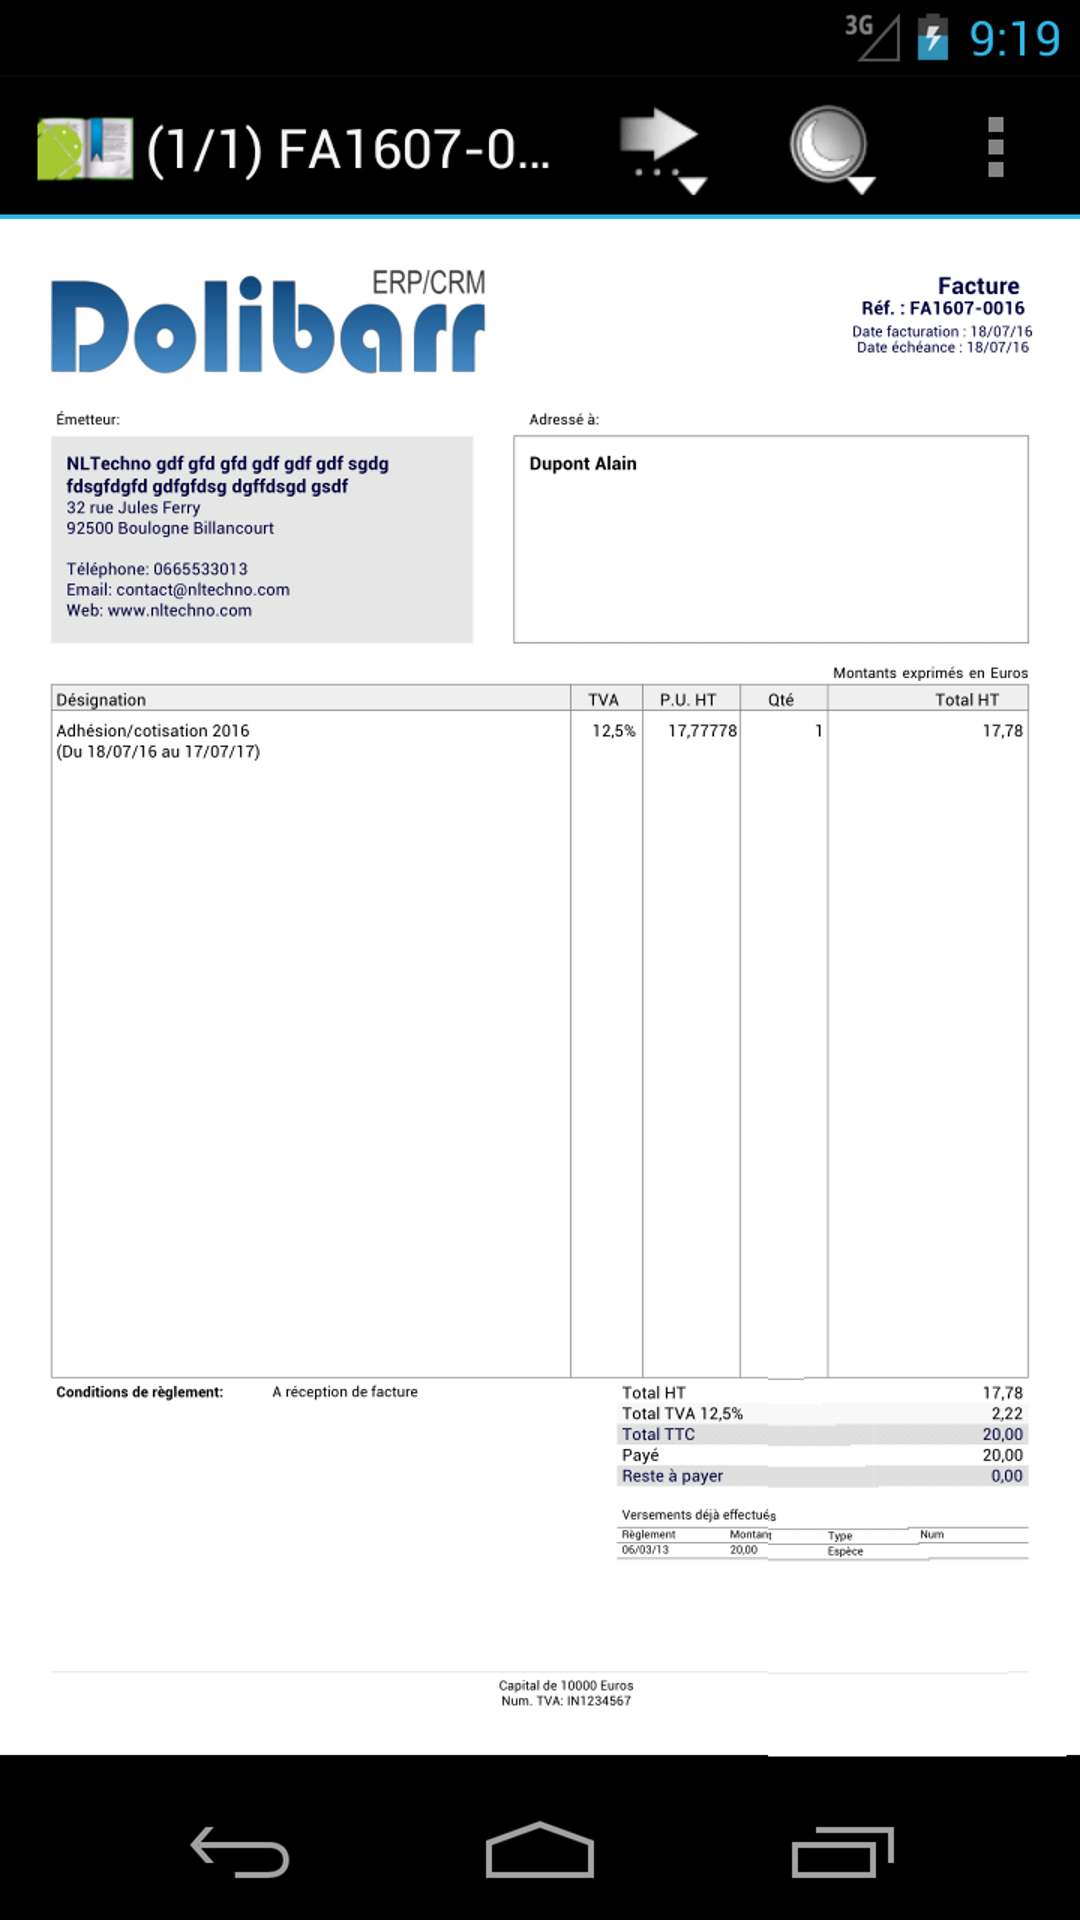 3G 9:19
(1/1) FA1607-0...
ERP/CRM
Dolibarr
Facture
Réf. : FA1607-0016
Date facturation : 18/07/16
Date échéance : 18/07/16
Émetteur: Adressé à:
NLTechno gdf gfd gfd gdf gdf gdf sgdg
fdsgfdgfd gdfgfdsg dgffdsgd gsdf
32 rue Jules Ferry
92500 Boulogne Billancourt
Téléphone: 0665533013
Email: contact@nltechno.com
Web: www.nltechno.com
Dupont Alain
Montants exprimés en Euros
Désignation TVA P.U. HT Qté Total HT
Adhésion/cotisation 2016 12,5% 17,77778 1 17,78
(Du 18/07/16 au 17/07/17)
Conditions de règlement: A réception de facture
Total HT 17,78
Total TVA 12,5% 2,22
Total TTC 20,00
Payé 20,00
Reste à payer 0,00
Versements déjà effectués
Règlement Montant Type Num
06/03/13 20,00 Espèce
Capital de 10000 Euros
Num. TVA: IN1234567